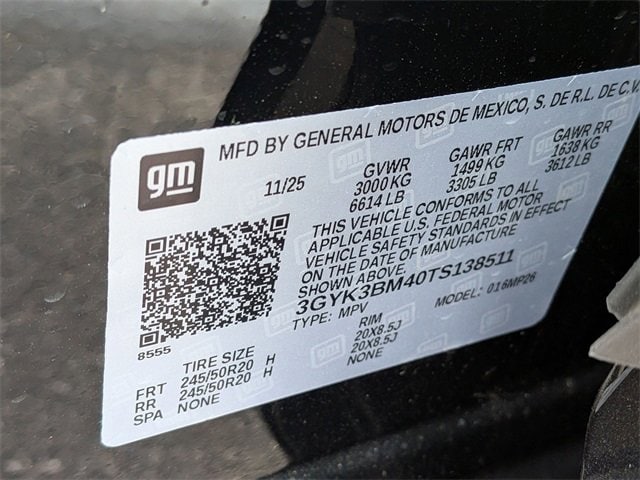 gm
MFD BY GENERAL MOTORS DE MEXICO, S. DE R.L. DE C.V.
11/25
GVWR
3000 KG
6614 LB
GAWR FRT
1499 KG
3305 LB
GAWR RR
1638 KG
3612 LB
THIS VEHICLE CONFORMS TO ALL
APPLICABLE U.S. FEDERAL MOTOR
VEHICLE SAFETY STANDARDS IN EFFECT
ON THE DATE OF MANUFACTURE
SHOWN ABOVE.
3GYK3BM40TS138511
TYPE: MPV
MODEL: 016MP26
8555
TIRE SIZE
RIM
FRT 245/50R20 H 20X8.5J
RR 245/50R20 H 20X8.5J
SPA NONE NONE